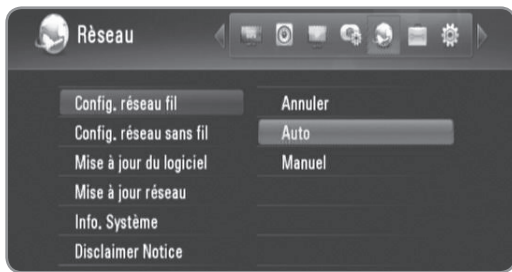 Rèseau
Config. réseau fil
Annuler
Config. réseau sans fil
Auto
Mise à jour du logiciel
Manuel
Mise à jour réseau
Info. Système
Disclaimer Notice